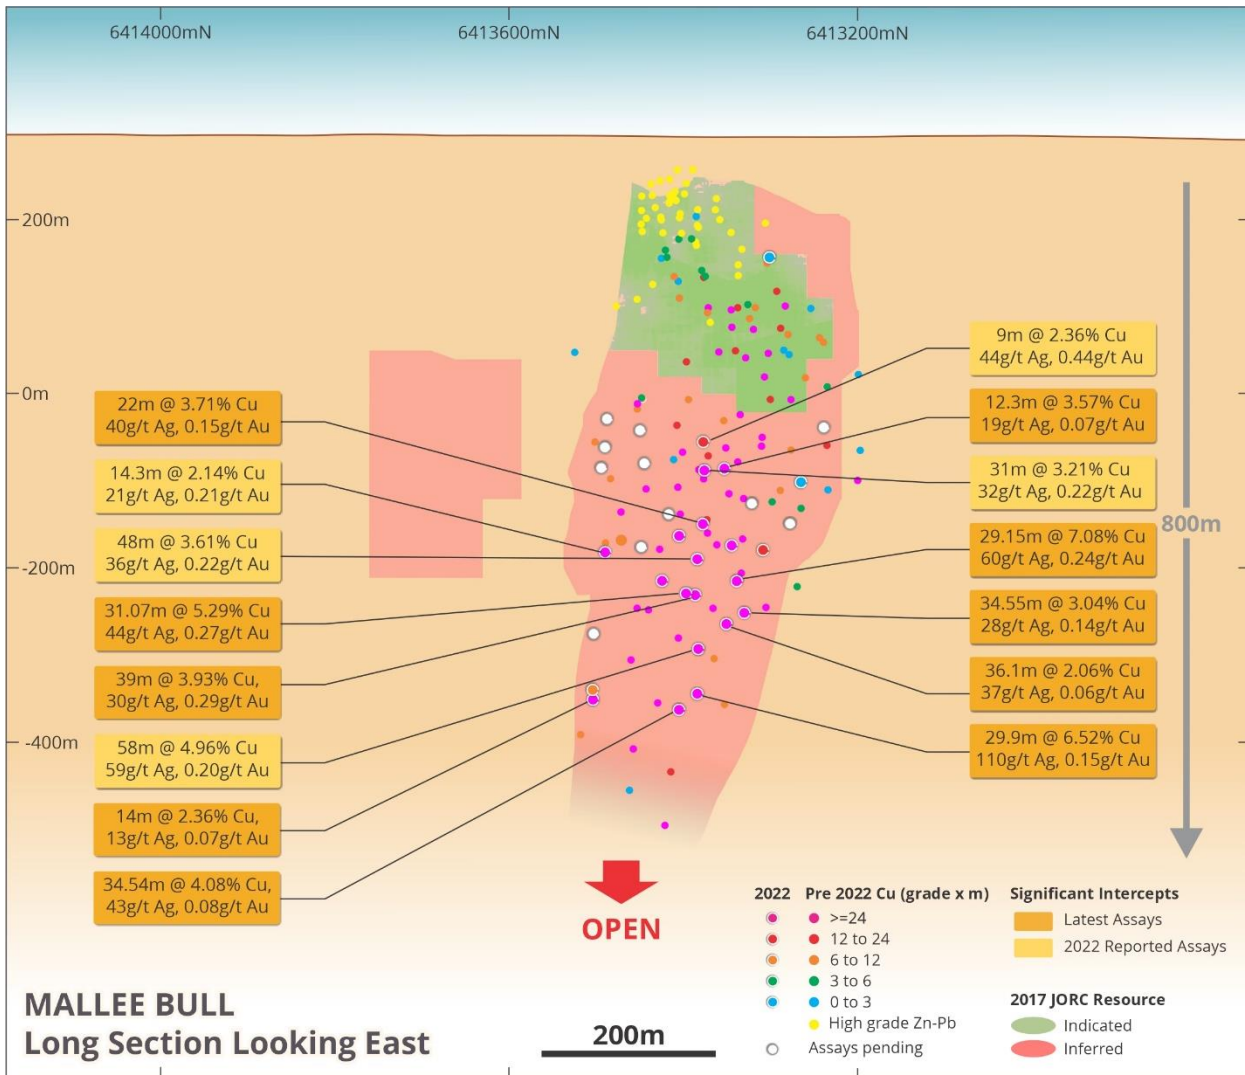 6414000mN
6413600mN
6413200mN
200m
0m
-200m
-400m
22m @ 3.71% Cu
40g/t Ag, 0.15g/t Au
14.3m @ 2.14% Cu
21g/t Ag, 0.21g/t Au
48m @ 3.61% Cu
36g/t Ag, 0.22g/t Au
31.07m @ 5.29% Cu
44g/t Ag, 0.27g/t Au
39m @ 3.93% Cu,
30g/t Ag, 0.29g/t Au
58m @ 4.96% Cu
59g/t Ag, 0.20g/t Au
14m @ 2.36% Cu,
13g/t Ag, 0.07g/t Au
34.54m @ 4.08% Cu,
43g/t Ag, 0.08g/t Au
9m @ 2.36% Cu
44g/t Ag, 0.44g/t Au
12.3m @ 3.57% Cu
19g/t Ag, 0.07g/t Au
31m @ 3.21% Cu
32g/t Ag, 0.22g/t Au
29.15m @ 7.08% Cu
60g/t Ag, 0.24g/t Au
34.55m @ 3.04% Cu
28g/t Ag, 0.14g/t Au
36.1m @ 2.06% Cu
37g/t Ag, 0.06g/t Au
29.9m @ 6.52% Cu
110g/t Ag, 0.15g/t Au
800m
OPEN
MALLEE BULL
Long Section Looking East
200m
2022 Pre 2022 Cu (grade x m)
>=24
12 to 24
6 to 12
3 to 6
0 to 3
High grade Zn-Pb
Assays pending
Significant Intercepts
Latest Assays
2022 Reported Assays
2017 JORC Resource
Indicated
Inferred